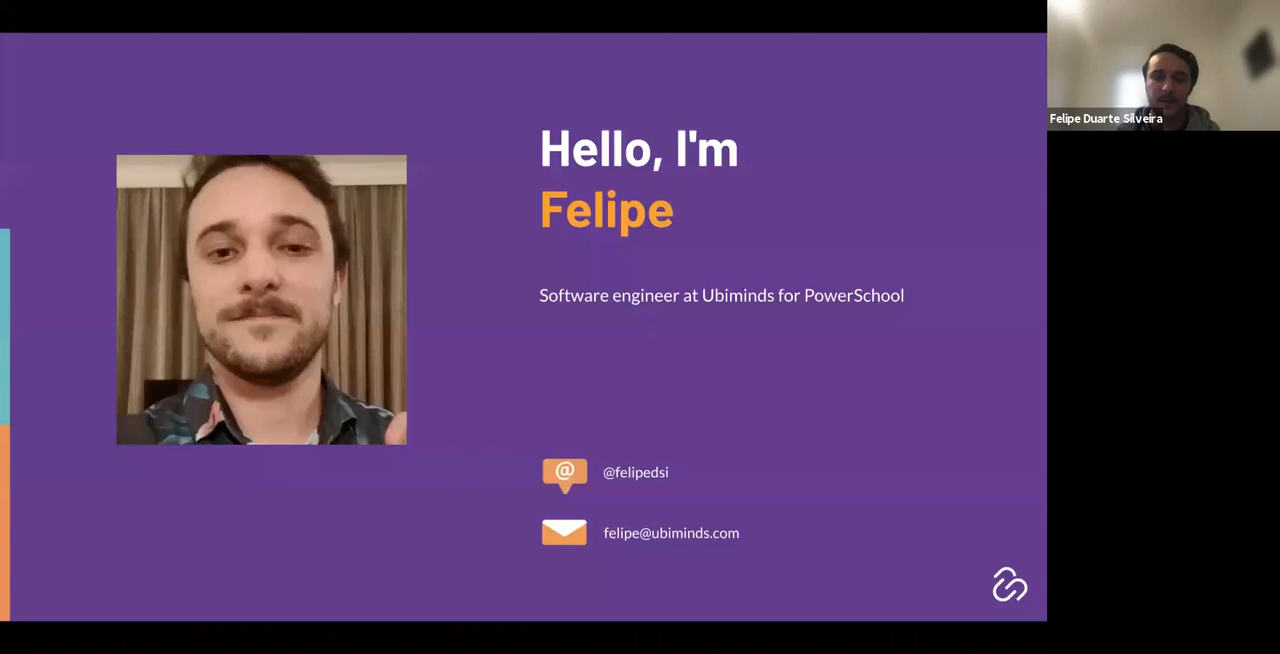 Hello, I'm
Felipe
Software engineer at Ubiminds for PowerSchool
@
@felipedsi
felipe@ubiminds.com
Felipe Duarte Silveira